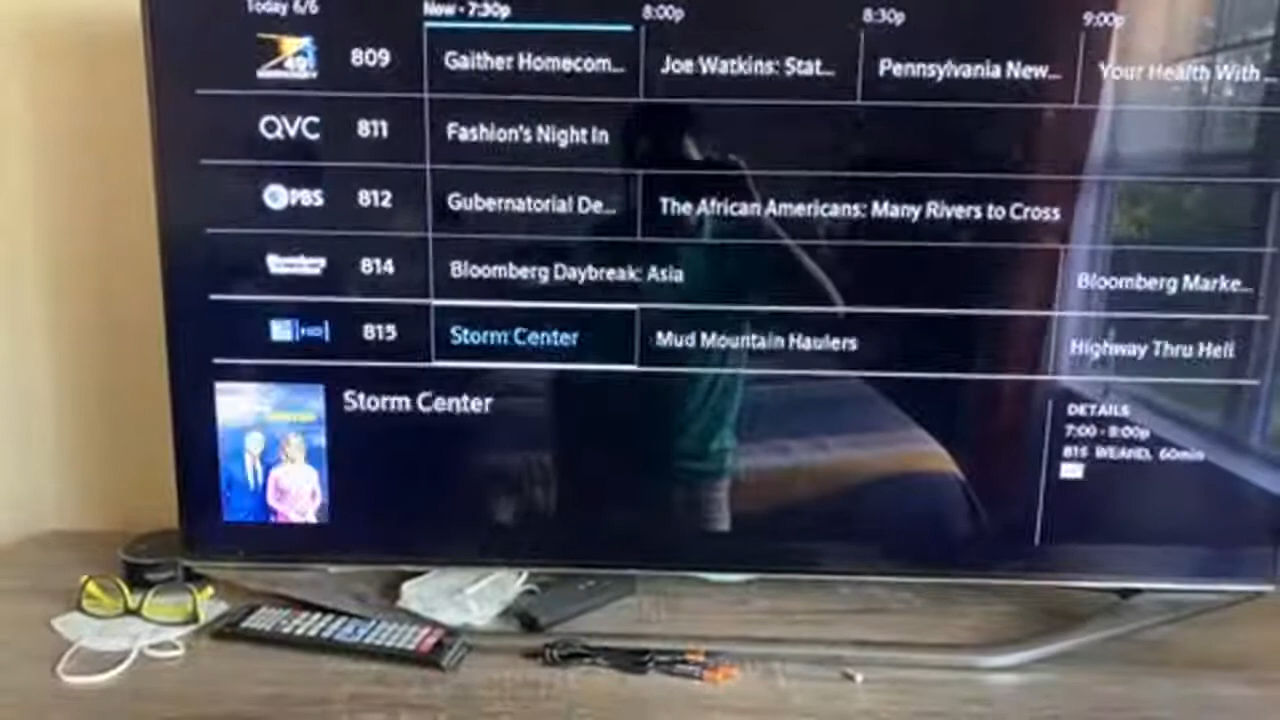 Today 6/6 Now - 7:30p 8:00p 8:30p 9:00p
49 809 Gaither Homecom... Joe Watkins: Stat... Pennsylvania New... Your Health With ...
QVC 811 Fashion's Night In
PBS 812 Gubernatorial De... The African Americans: Many Rivers to Cross
Bloomberg 814 Bloomberg Daybreak: Asia Bloomberg Marke...
HD 815 Storm Center Mud Mountain Haulers Highway Thru Hell
Storm Center
DETAILS
7:00 - 8:00p
815 WEAHD, 60min